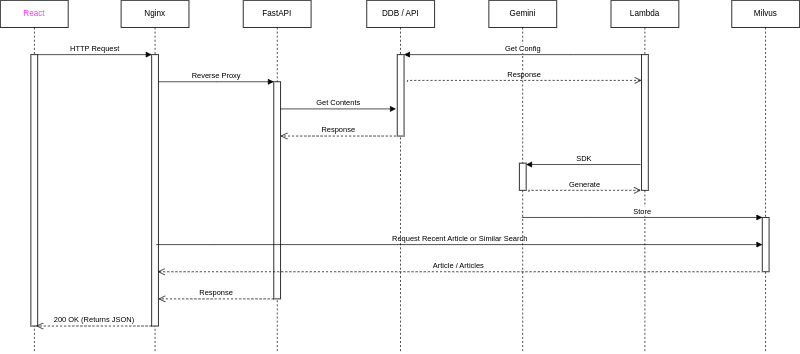 React
Nginx
FastAPI
DDB / API
Gemini
Lambda
Milvus
HTTP Request
Get Config
Reverse Proxy
Response
Get Contents
Response
SDK
Generate
Store
Request Recent Article or Similar Search
Article / Articles
Response
200 OK (Returns JSON)